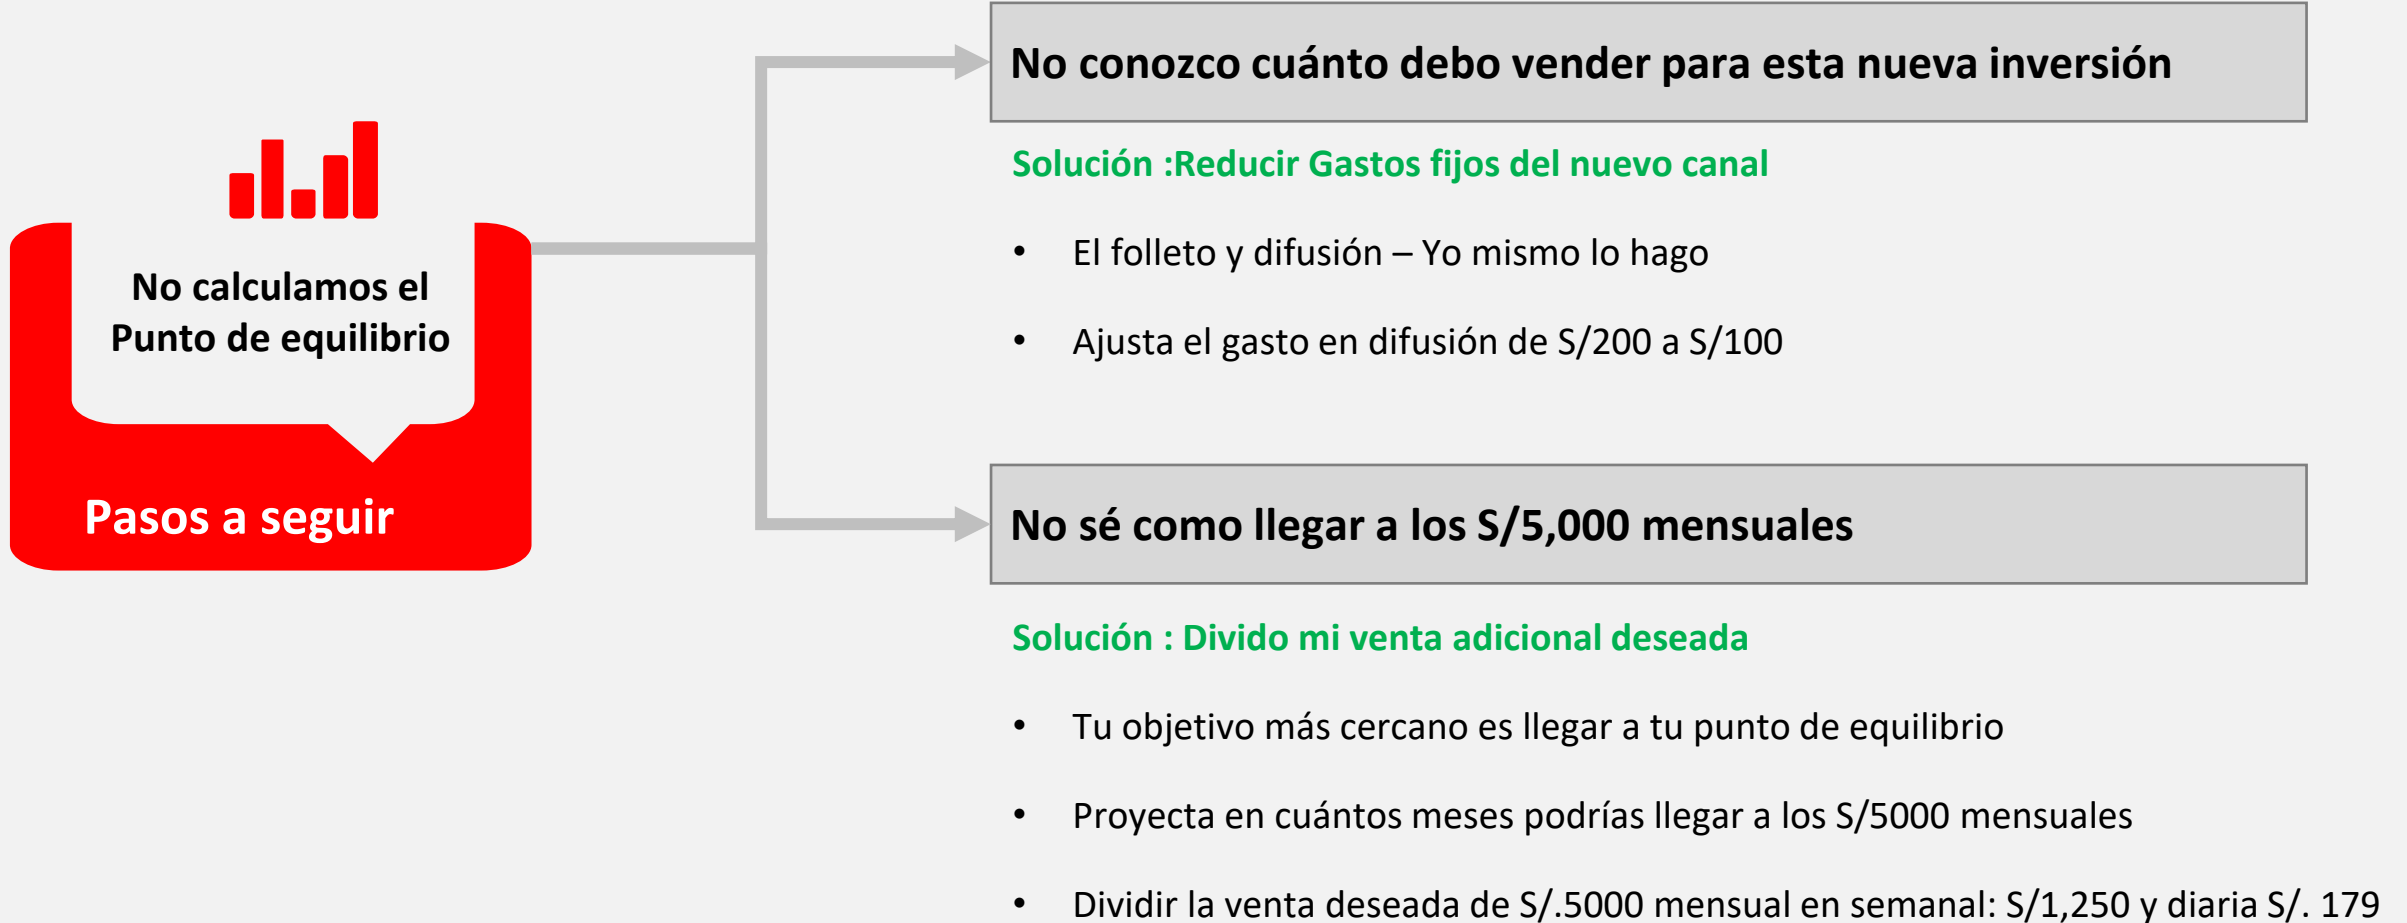 No calculamos el
Punto de equilibrio
Pasos a seguir
No conozco cuánto debo vender para esta nueva inversión
Solución :Reducir Gastos fijos del nuevo canal
• El folleto y difusión – Yo mismo lo hago
• Ajusta el gasto en difusión de S/200 a S/100
No sé como llegar a los S/5,000 mensuales
Solución : Divido mi venta adicional deseada
• Tu objetivo más cercano es llegar a tu punto de equilibrio
• Proyecta en cuántos meses podrías llegar a los S/5000 mensuales
• Dividir la venta deseada de S/.5000 mensual en semanal: S/1,250 y diaria S/. 179